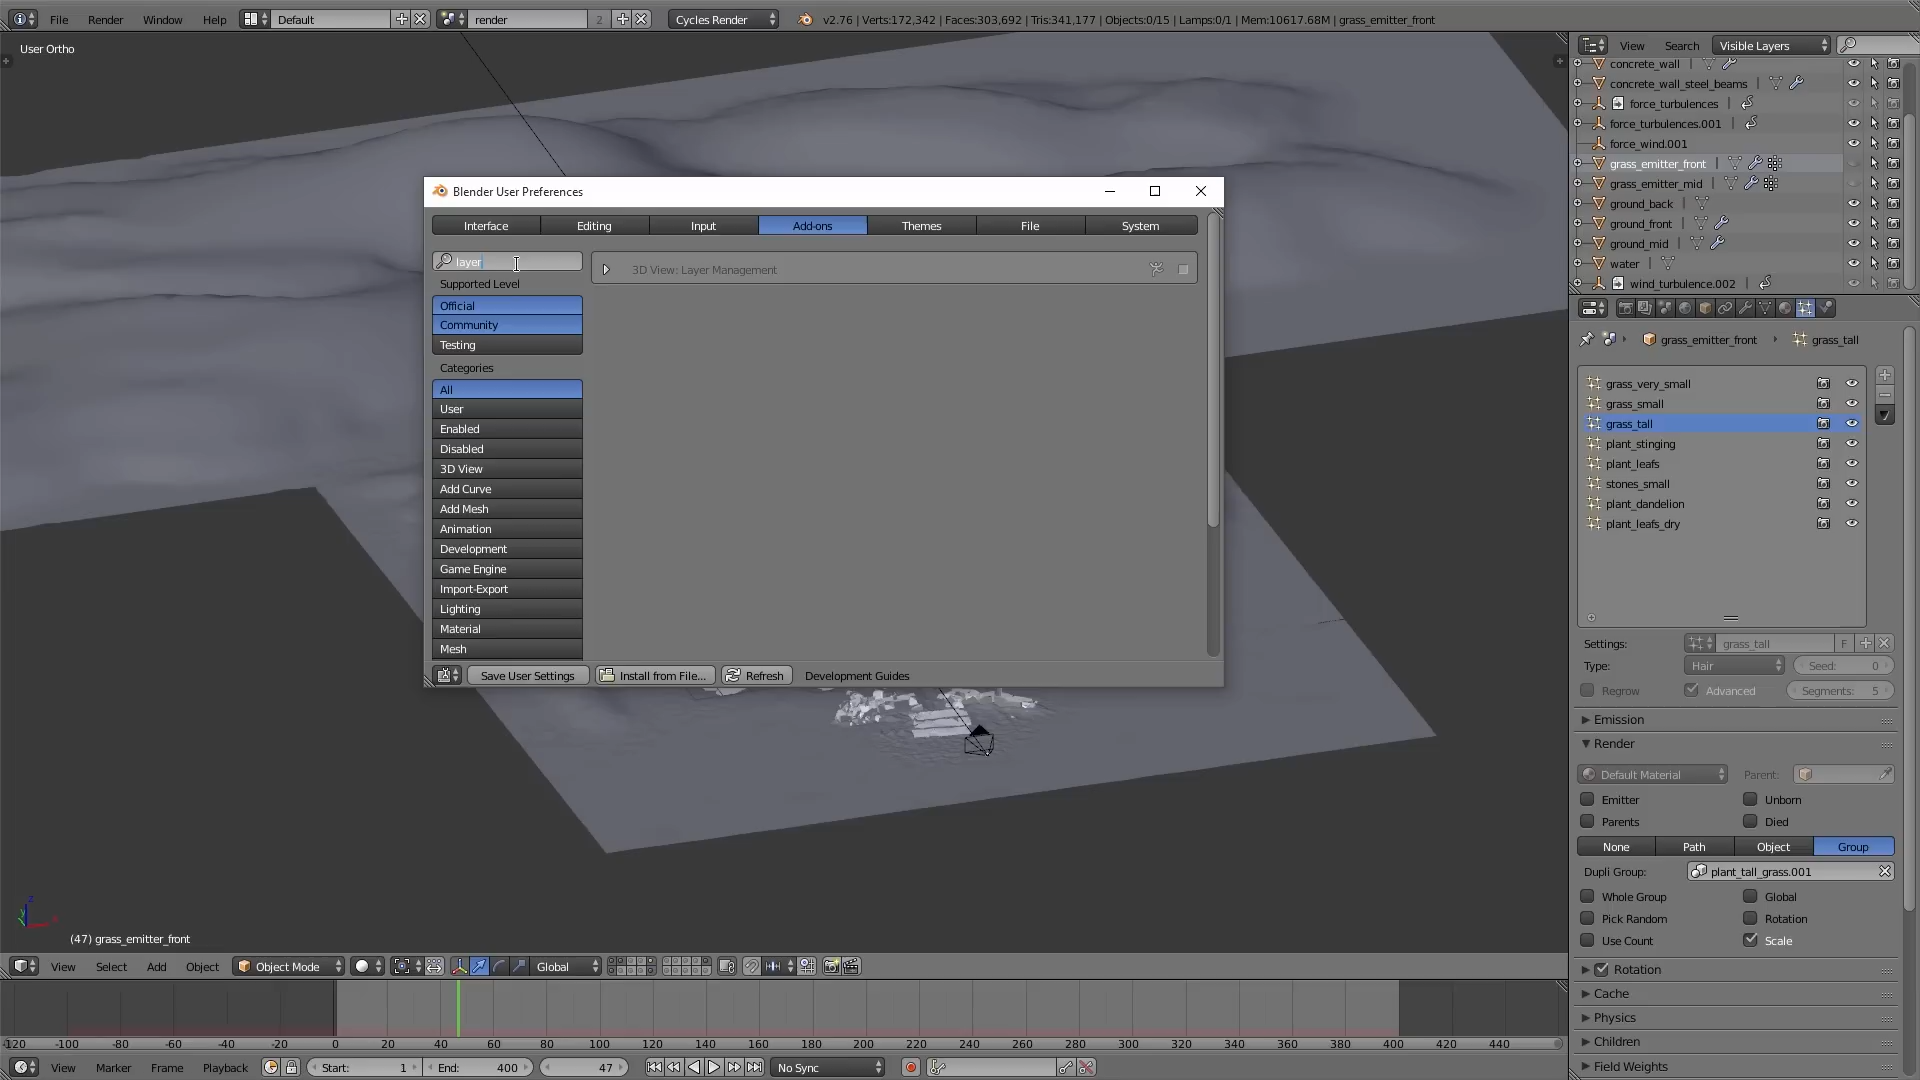 File Render Window Help Default render 2 Cycles Render v2.76 | Verts:172,342 | Faces:303,692 | Tris:341,177 | Objects:0/15 | Lamps:0/1 | Mem:10617.68M | grass_emitter_front
User Ortho
View Search Visible Layers
concrete_wall
concrete_wall_steel_beams
force_turbulences
force_turbulences.001
force_wind.001
grass_emitter_front
grass_emitter_mid
ground_back
ground_front
ground_mid
water
wind_turbulence.002
Blender User Preferences
Interface Editing Input Add-ons Themes File System
layer
3D View: Layer Management
Supported Level
Official
Community
Testing
Categories
All
User
Enabled
Disabled
3D View
Add Curve
Add Mesh
Animation
Development
Game Engine
Import-Export
Lighting
Material
Mesh
Save User Settings Install from File... Refresh Development Guides
grass_emitter_front grass_tall
grass_very_small
grass_small
grass_tall
plant_stinging
plant_leafs
stones_small
plant_dandelion
plant_leafs_dry
Settings: grass_tall F
Type: Hair Seed: 0
Regrow Advanced Segments: 5
Emission
Render
Default Material Parent:
Emitter Unborn
Parents Died
None Path Object Group
Dupli Group: plant_tall_grass.001
Whole Group Global
Pick Random Rotation
Use Count Scale
Rotation
Cache
Physics
Children
Field Weights
(47) grass_emitter_front
View Select Add Object Object Mode Global
-120 -100 -80 -60 -40 -20 0 20 40 60 80 100 120 140 160 180 200 220 240 260 280 300 320 340 360 380 400 420 440
View Marker Frame Playback Start: 1 End: 400 47 No Sync